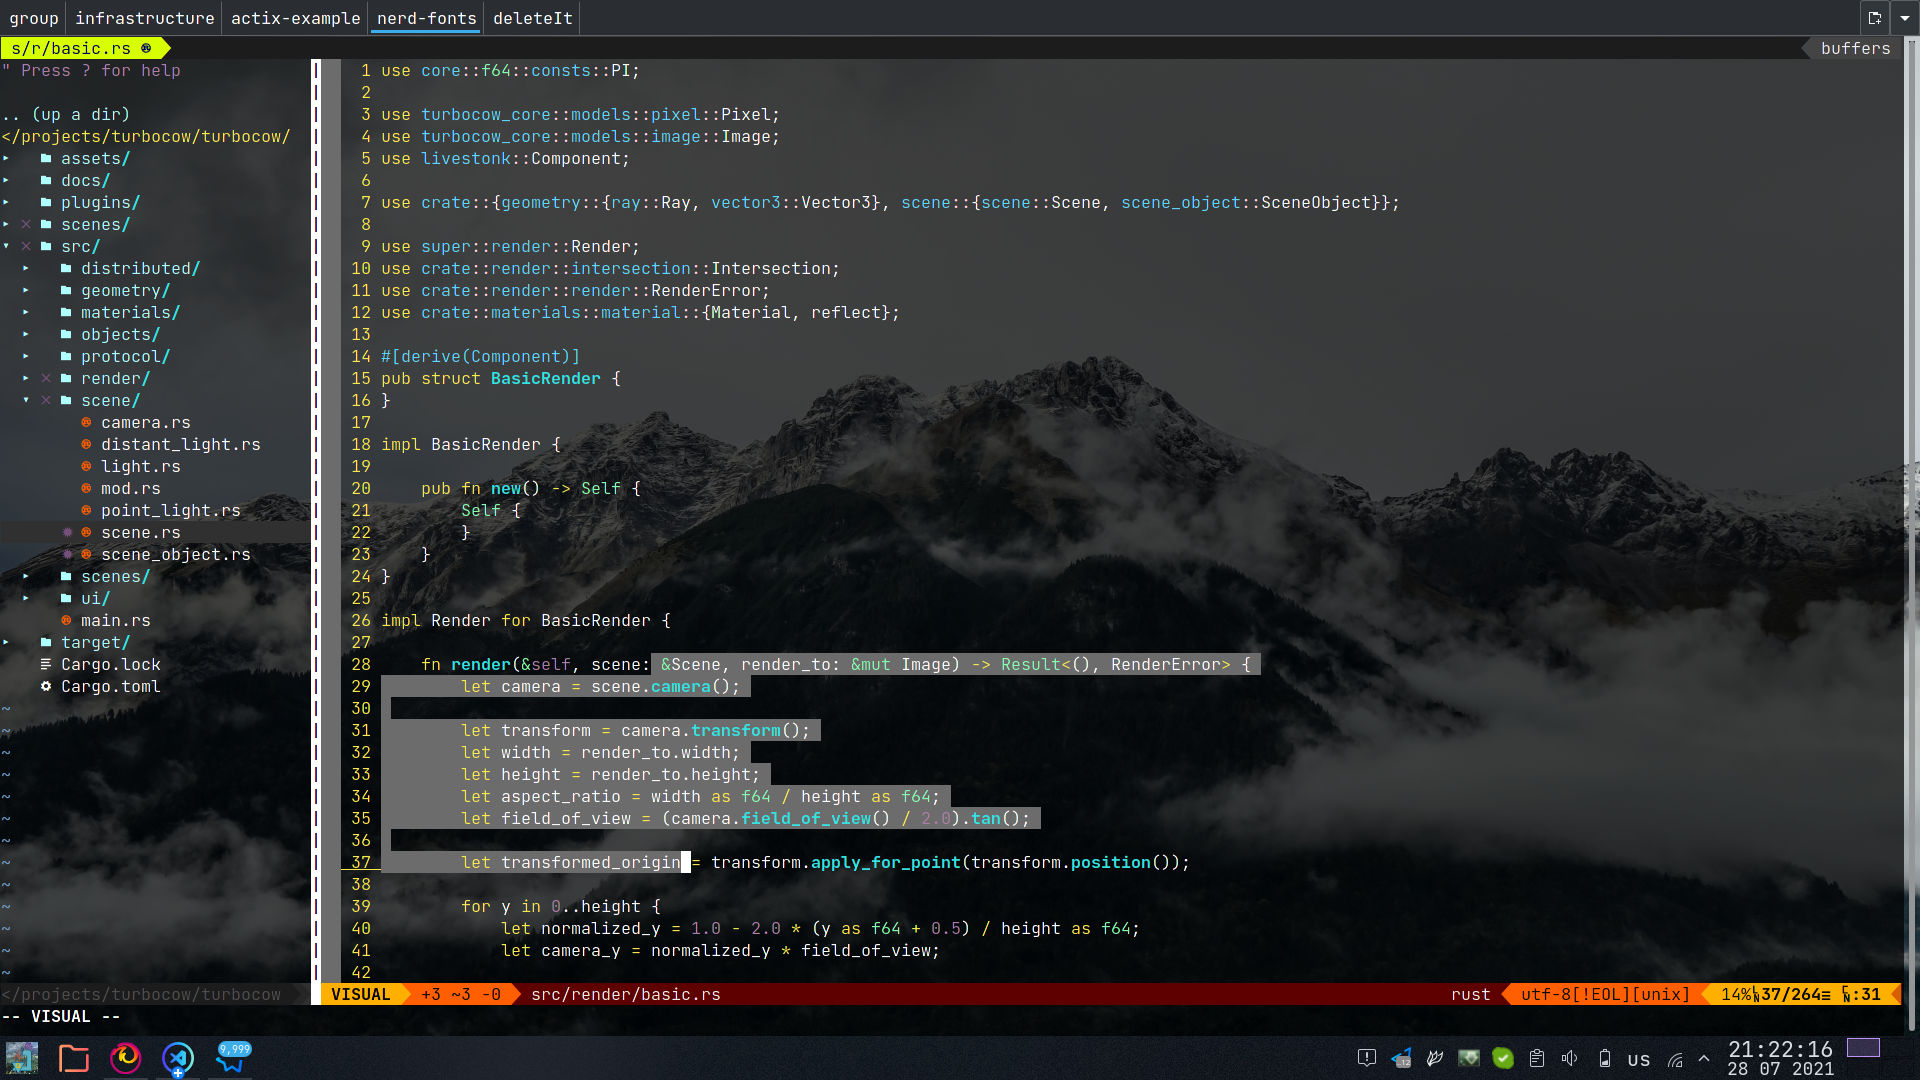 group infrastructure actix-example nerd-fonts deleteIt
s/r/basic.rs buffers
" Press ? for help
.. (up a dir)
</projects/turbocow/turbocow/
assets/
docs/
plugins/
scenes/
src/
distributed/
geometry/
materials/
objects/
protocol/
render/
scene/
camera.rs
distant_light.rs
light.rs
mod.rs
point_light.rs
scene.rs
scene_object.rs
scenes/
ui/
main.rs
target/
Cargo.lock
Cargo.toml
~
~
~
~
~
~
~
~
~
~
~
~
~
</projects/turbocow/turbocow
1 use core::f64::consts::PI;
2
3 use turbocow_core::models::pixel::Pixel;
4 use turbocow_core::models::image::Image;
5 use livestonk::Component;
6
7 use crate::{geometry::{ray::Ray, vector3::Vector3}, scene::{scene::Scene, scene_object::SceneObject}};
8
9 use super::render::Render;
10 use crate::render::intersection::Intersection;
11 use crate::render::render::RenderError;
12 use crate::materials::material::{Material, reflect};
13
14 #[derive(Component)]
15 pub struct BasicRender {
16 }
17
18 impl BasicRender {
19
20     pub fn new() -> Self {
21         Self {
22         }
23     }
24 }
25
26 impl Render for BasicRender {
27
28     fn render(&self, scene: &Scene, render_to: &mut Image) -> Result<(), RenderError> {
29         let camera = scene.camera();
30
31         let transform = camera.transform();
32         let width = render_to.width;
33         let height = render_to.height;
34         let aspect_ratio = width as f64 / height as f64;
35         let field_of_view = (camera.field_of_view() / 2.0).tan();
36
37         let transformed_origin = transform.apply_for_point(transform.position());
38
39         for y in 0..height {
40             let normalized_y = 1.0 - 2.0 * (y as f64 + 0.5) / height as f64;
41             let camera_y = normalized_y * field_of_view;
42
VISUAL +3 ~3 -0 src/render/basic.rs rust utf-8[!EOL][unix] 14% 37/264≡ :31
-- VISUAL --
9,999
12
US
21:22:16
28 07 2021